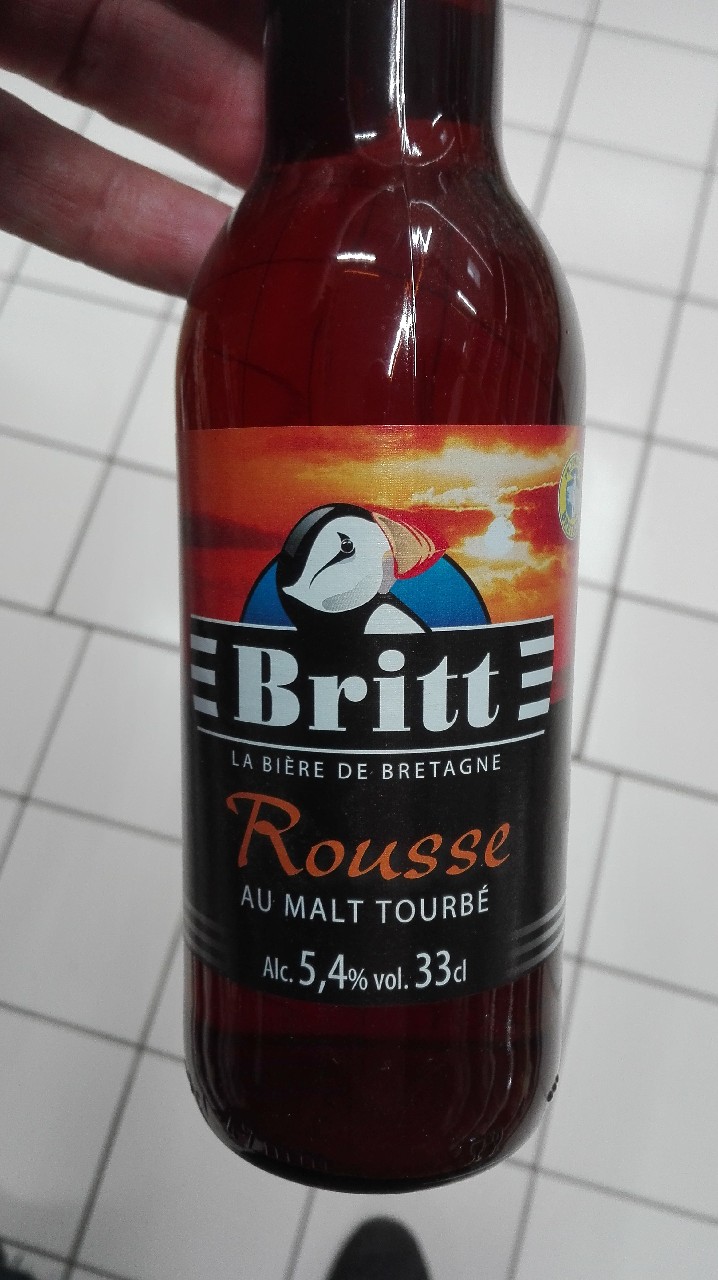 Britt
LA BIÈRE DE BRETAGNE
Rousse
AU MALT TOURBÉ
Alc. 5,4% vol. 33cl